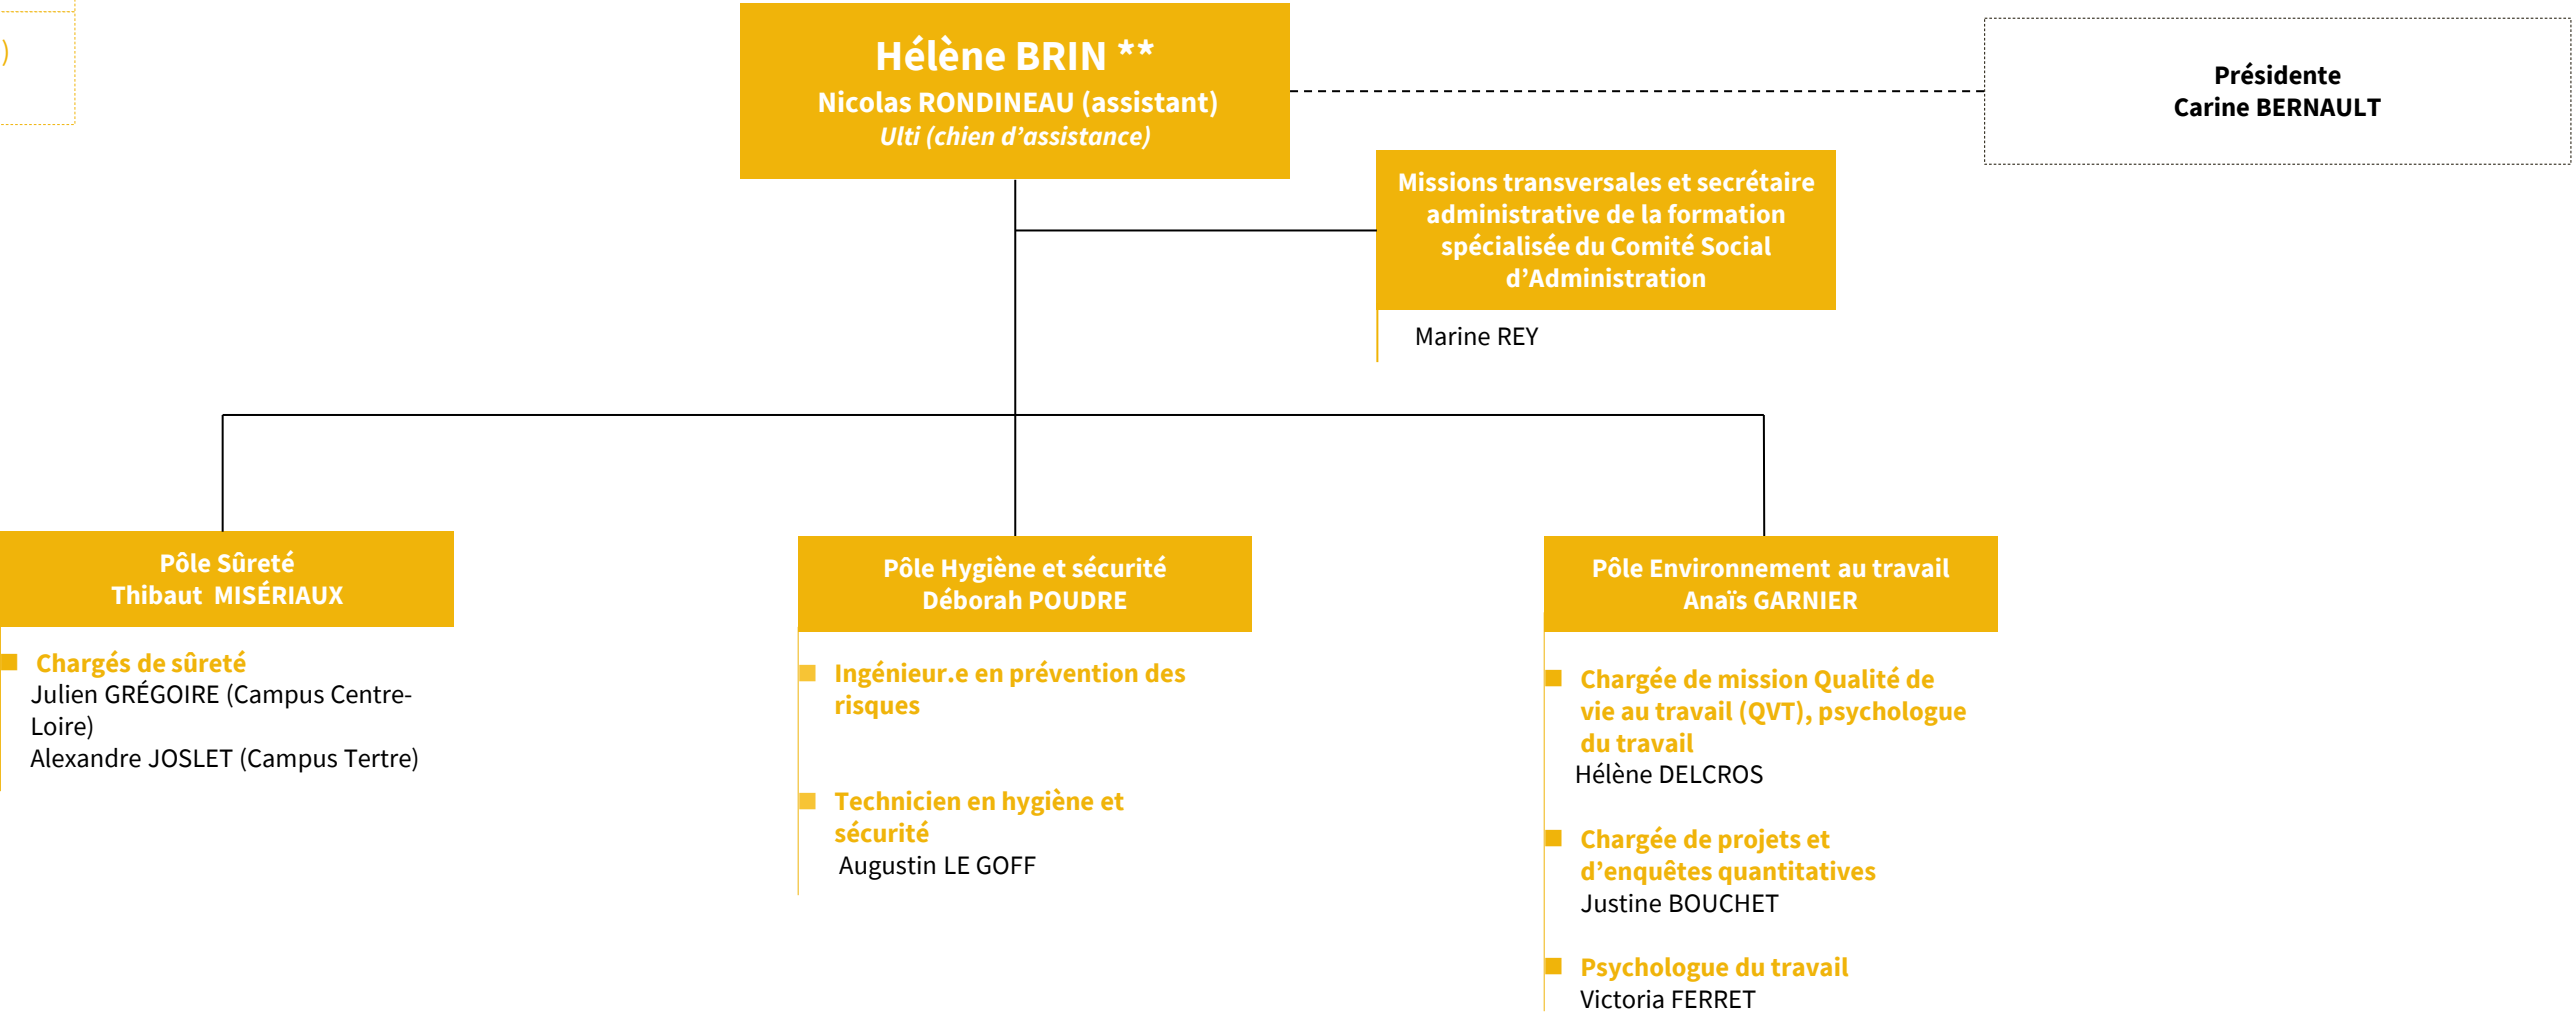 )
Hélène BRIN **
Nicolas RONDINEAU (assistant)
Ulti (chien d’assistance)
Présidente
Carine BERNAULT
Missions transversales et secrétaire
administrative de la formation
spécialisée du Comité Social
d’Administration
Marine REY
Pôle Sûreté
Thibaut MISÉRIAUX
Chargés de sûreté
Julien GRÉGOIRE (Campus Centre-
Loire)
Alexandre JOSLET (Campus Tertre)
Pôle Hygiène et sécurité
Déborah POUDRE
Ingénieur.e en prévention des
risques
Technicien en hygiène et
sécurité
Augustin LE GOFF
Pôle Environnement au travail
Anaïs GARNIER
Chargée de mission Qualité de
vie au travail (QVT), psychologue
du travail
Hélène DELCROS
Chargée de projets et
d’enquêtes quantitatives
Justine BOUCHET
Psychologue du travail
Victoria FERRET